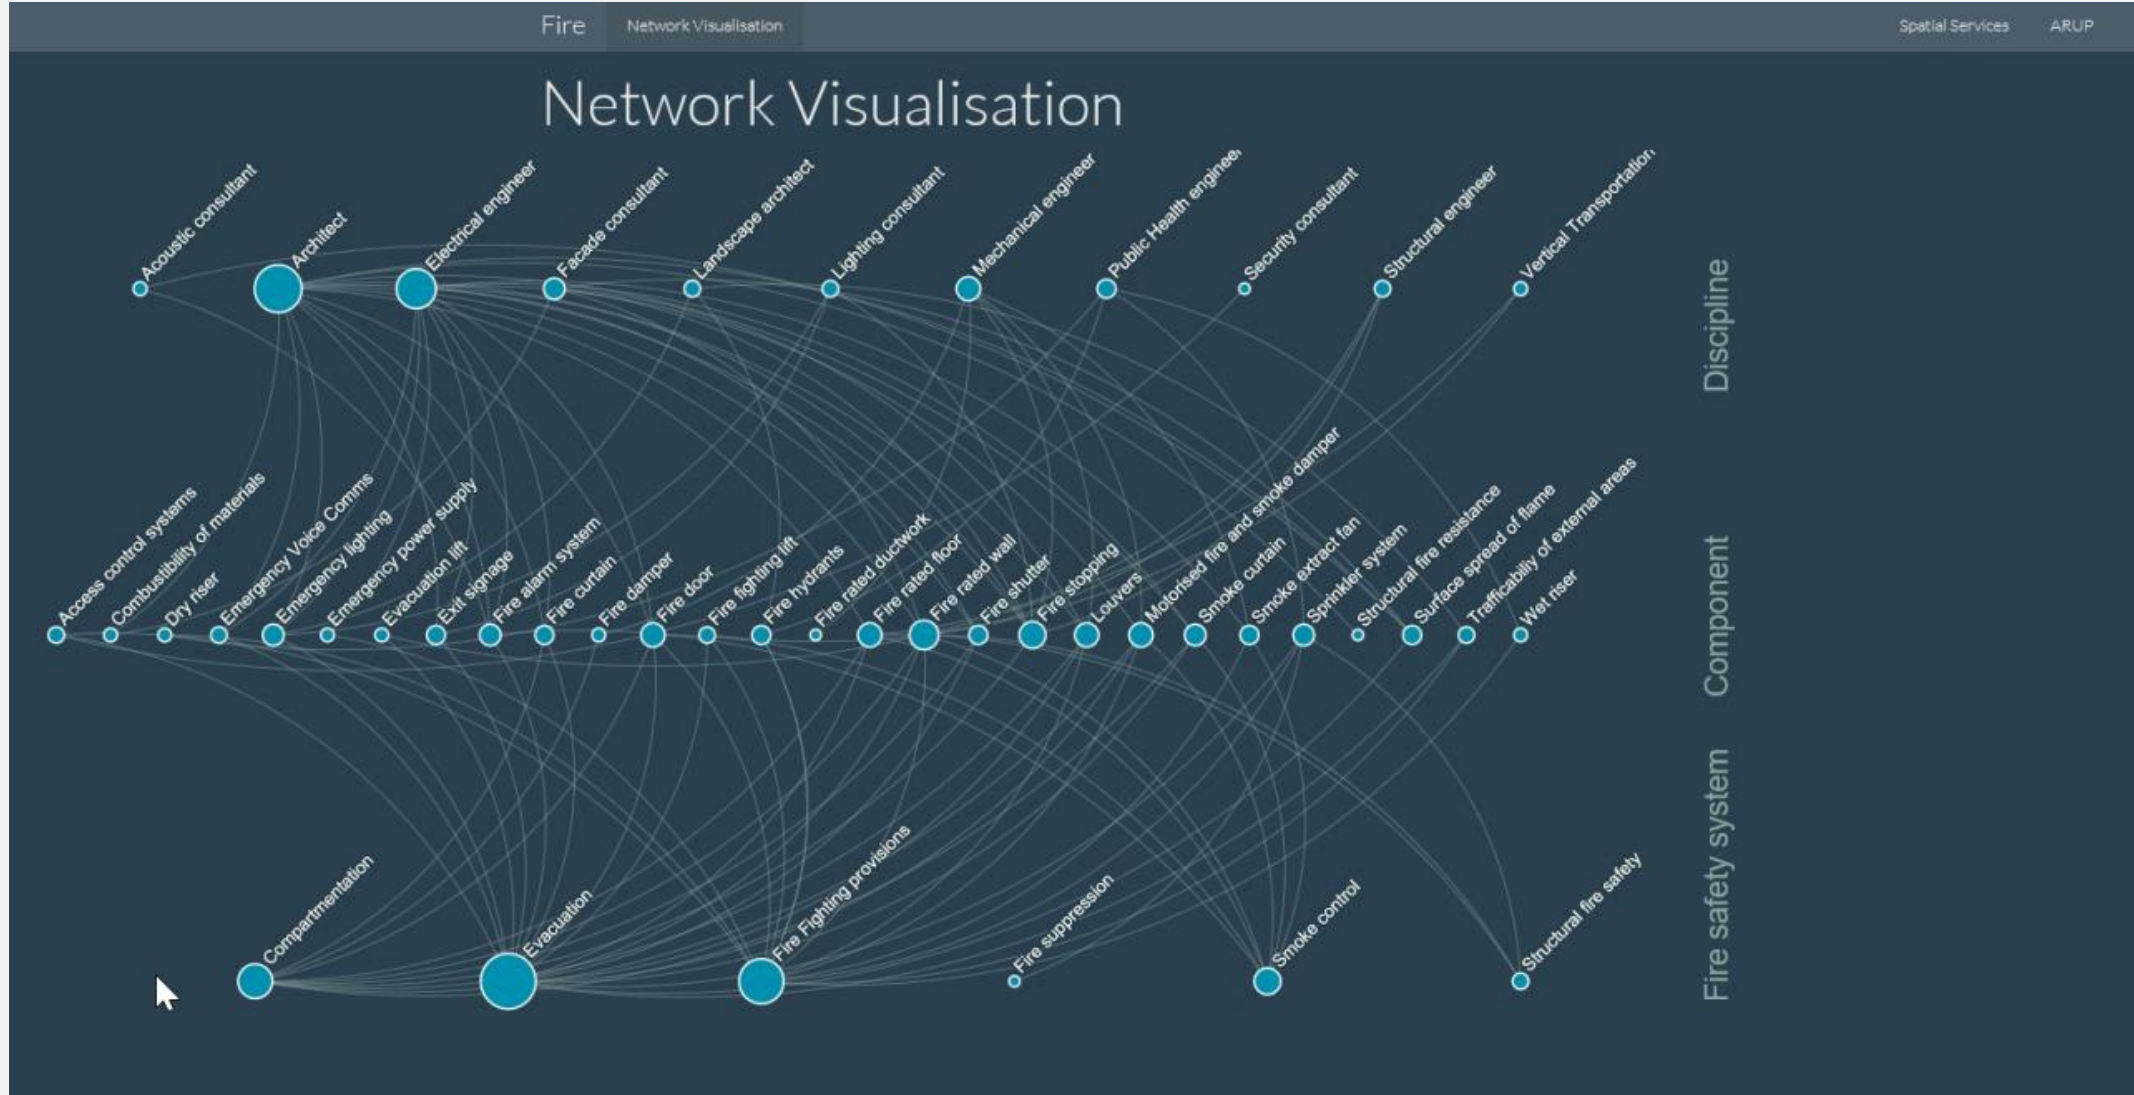 Fire
Network Visualisation
Spatial Services
ARUP
Network Visualisation
Acoustic consultant
Architect
Electrical engineer
Facade consultant
Landscape architect
Lighting consultant
Mechanical engineer
Public Health engineer
Security consultant
Structural engineer
Vertical Transportation
Discipline
Access control systems
Combustibility of materials
Dry riser
Emergency Voice Comms
Emergency lighting
Emergency power supply
Evacuation lift
Exit signage
Fire alarm system
Fire curtain
Fire damper
Fire door
Fire fighting lift
Fire hydrants
Fire rated ductwork
Fire rated floor
Fire rated wall
Fire shutter
Fire stopping
Louvers
Motorised fire and smoke damper
Smoke curtain
Smoke extract fan
Sprinkler system
Structural fire resistance
Surface spread of flame
Trafficability of external areas
Wet riser
Component
Compartmentation
Evacuation
Fire Fighting provisions
Fire suppression
Smoke control
Structural fire safety
Fire safety system